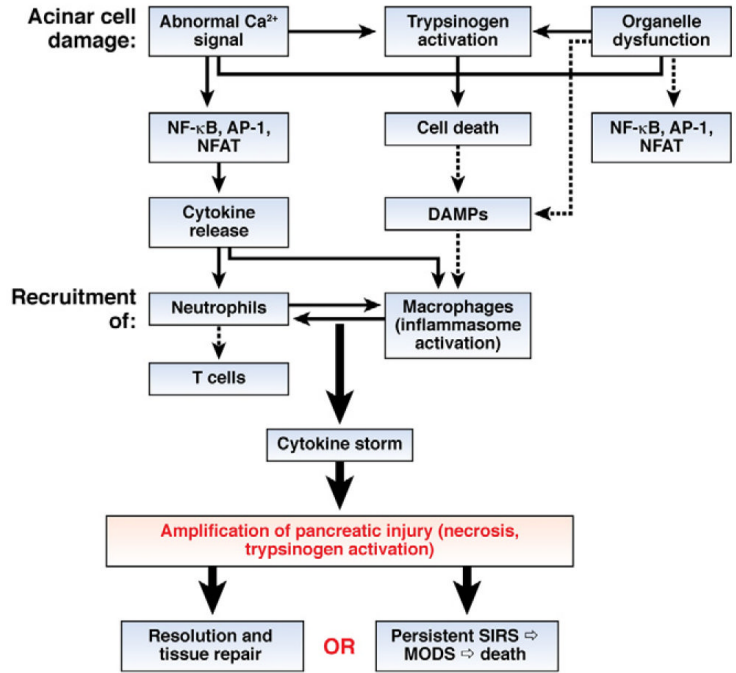 Acinar cell
damage:
Abnormal Ca²⁺
signal
Trypsinogen
activation
Organelle
dysfunction
NF-κB, AP-1,
NFAT
Cell death
NF-κB, AP-1,
NFAT
Cytokine
release
DAMPs
Recruitment
of:
Neutrophils
Macrophages
(inflammasome
activation)
T cells
Cytokine storm
Amplification of pancreatic injury (necrosis,
trypsinogen activation)
Resolution and
tissue repair
OR
Persistent SIRS ⇨
MODS ⇨ death